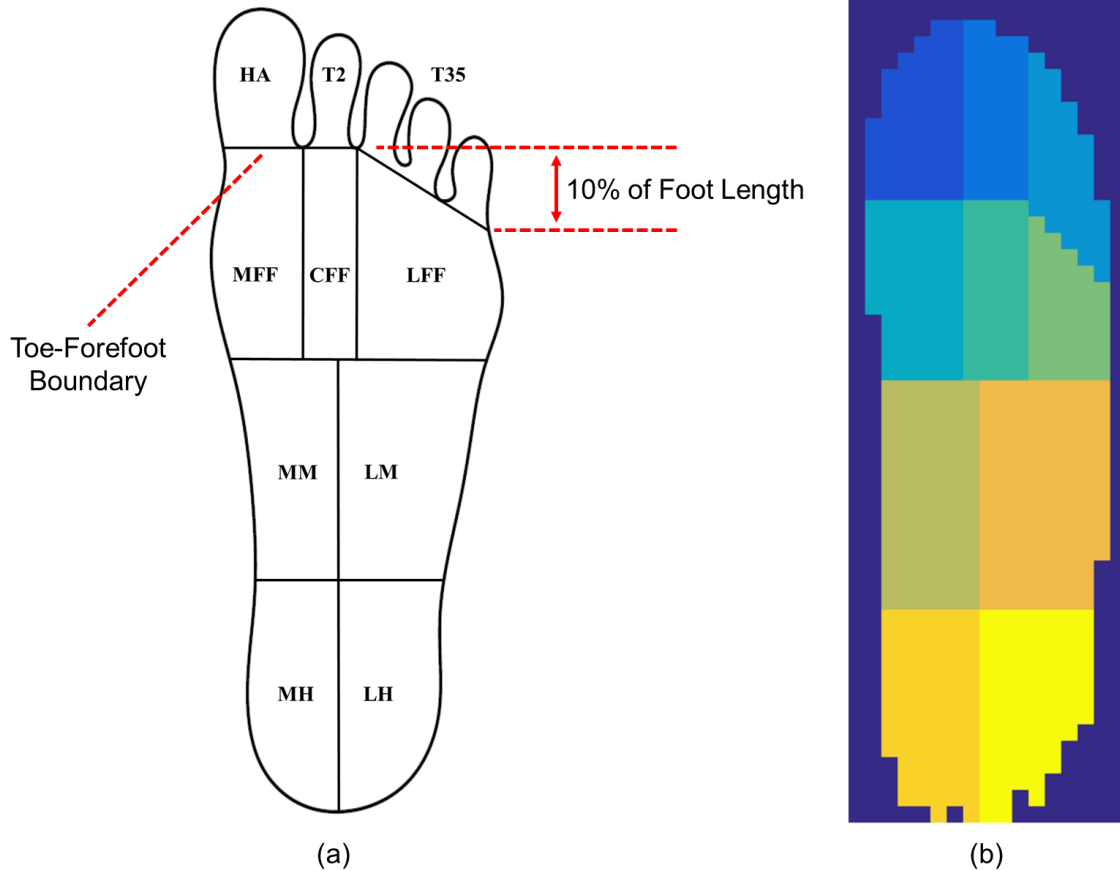 HA
T2
T35
10% of Foot Length
MFF
CFF
LFF
Toe-Forefoot
Boundary
MM
LM
MH
LH
(a)
(b)